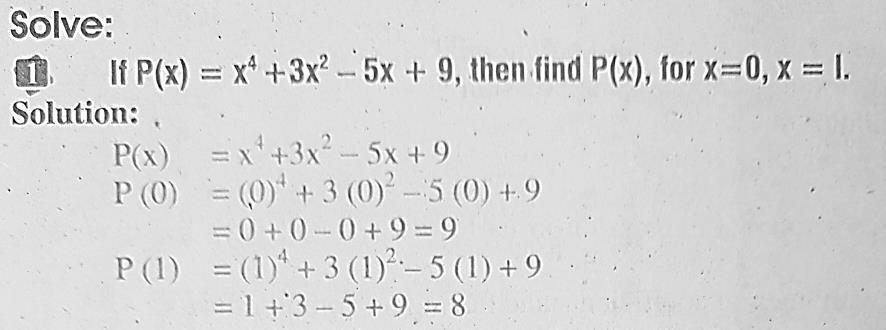 Solve:
1 If P(x) = x⁴ +3x² – 5x + 9, then find P(x), for x=0, x = 1.
Solution:
P(x) = x⁴ +3x² – 5x + 9
P (0) = (0)⁴ + 3 (0)² – 5 (0) + 9
= 0 + 0 – 0 + 9 = 9
P (1) = (1)⁴ + 3 (1)² – 5 (1) + 9
= 1 + 3 – 5 + 9 = 8